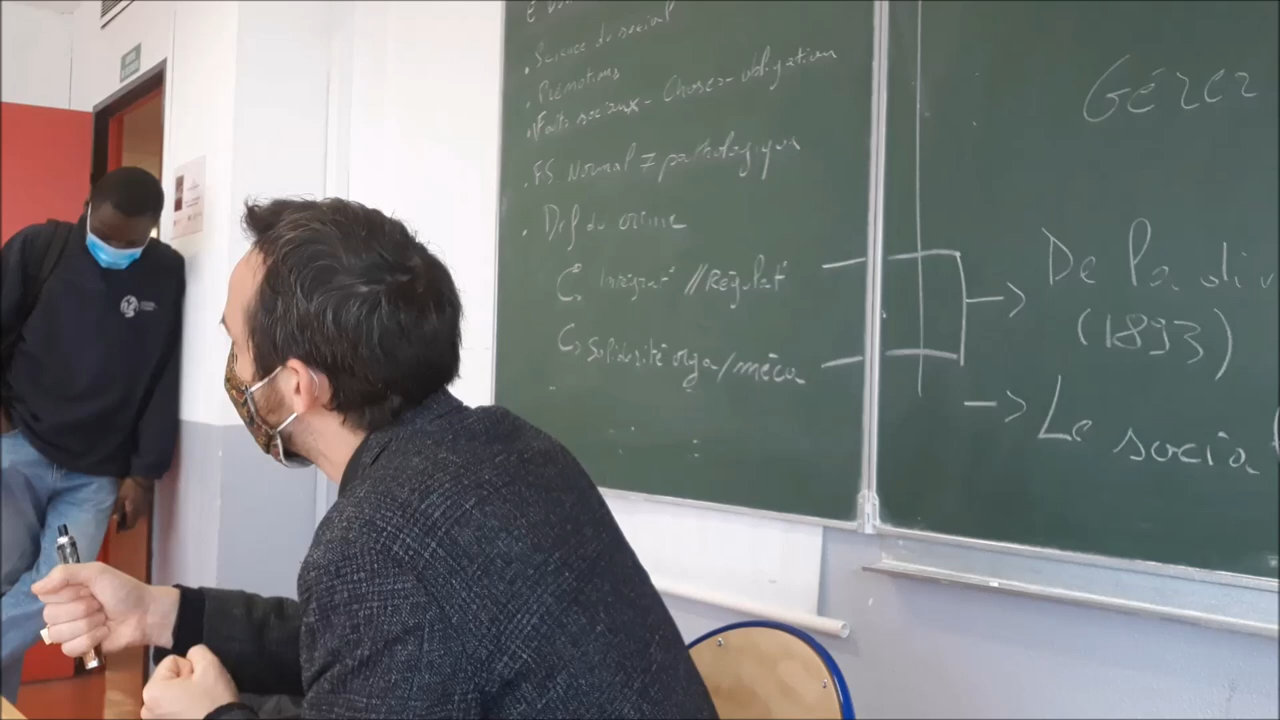 . Science du social
. Prénotions
. Faits sociaux - Choses - obligation
. FS. Normal ≠ pathologique
. Def du crime
Intégrat° // Régulat°
Solidarité orga/méca
Gérer
De la div
(1893)
→ Le social